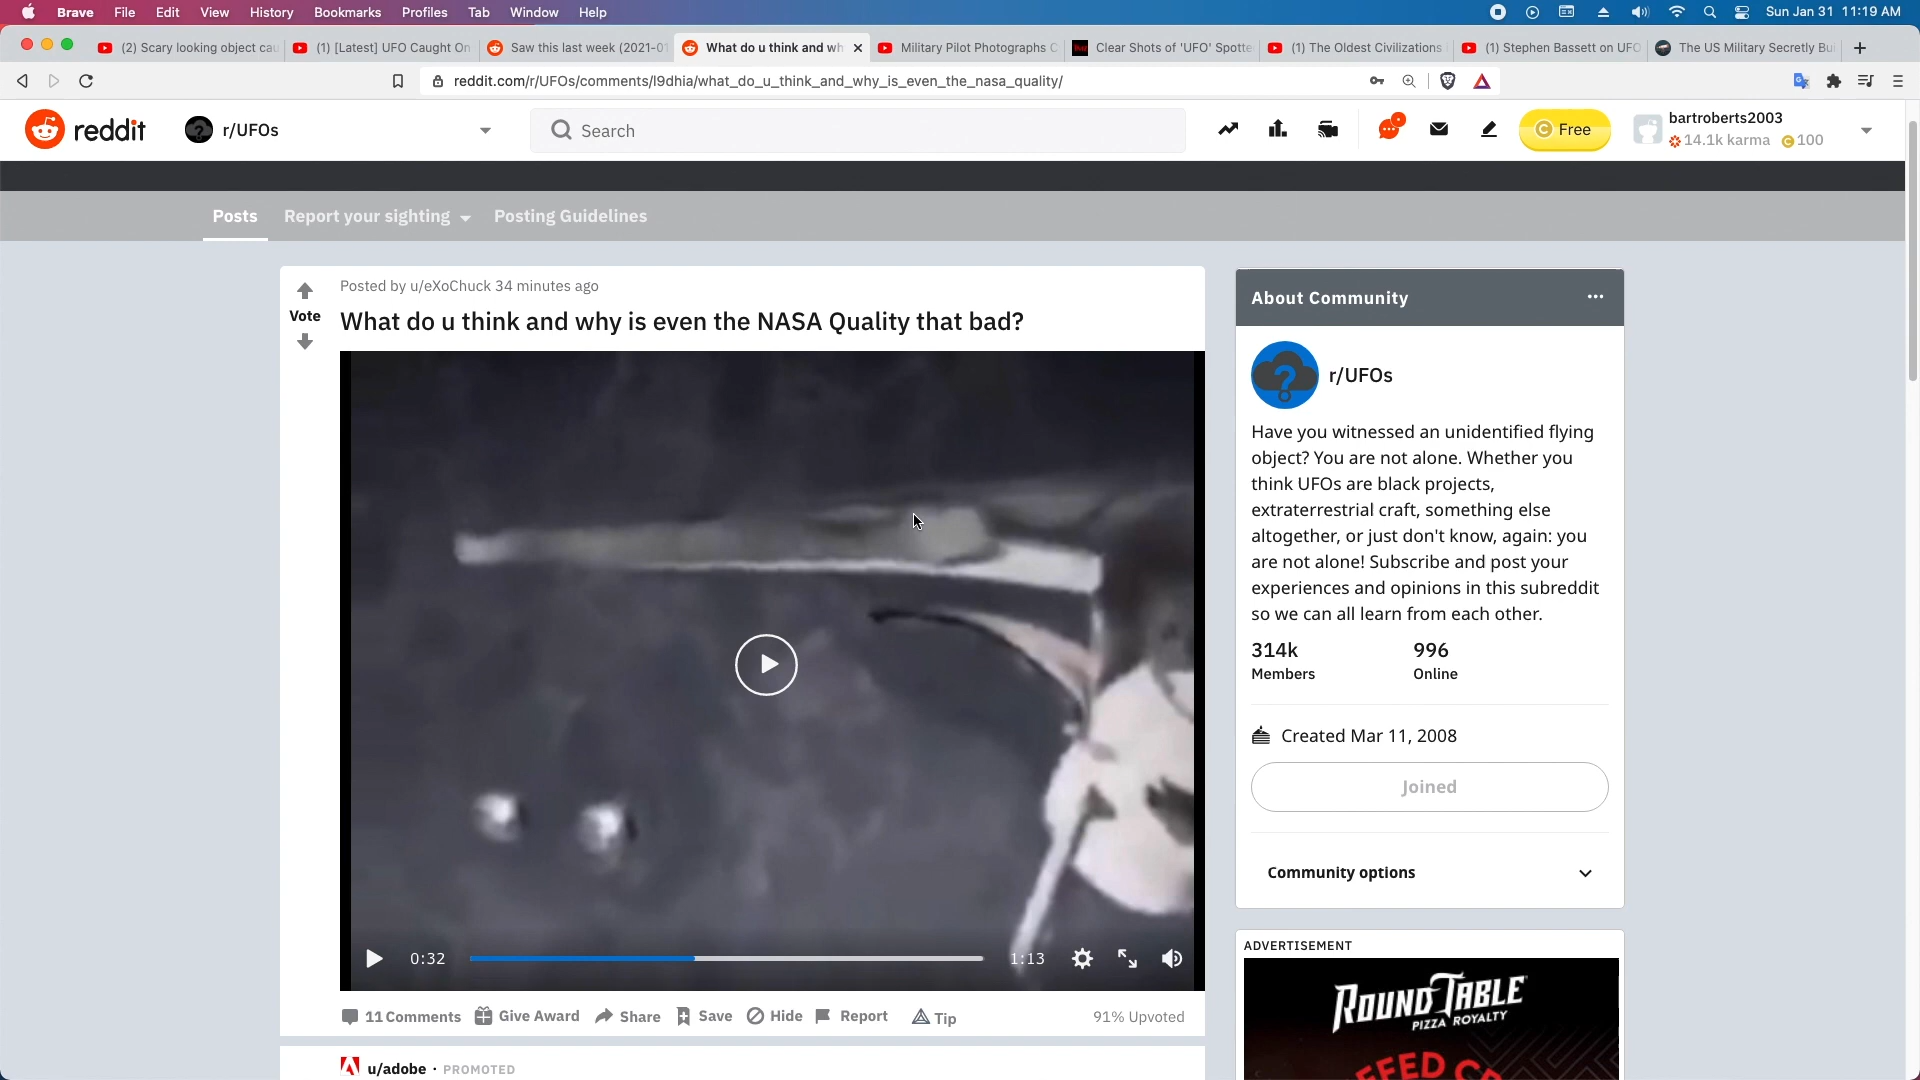 Brave File Edit View History Bookmarks Profiles Tab Window Help Sun Jan 31 11:19 AM
(2) Scary looking object cau (1) [Latest] UFO Caught On Saw this last week (2021-01 What do u think and wh Military Pilot Photographs C Clear Shots of 'UFO' Spotte (1) The Oldest Civilizations (1) Stephen Bassett on UFO The US Military Secretly Bui
reddit.com/r/UFOs/comments/l9dhia/what_do_u_think_and_why_is_even_the_nasa_quality/
reddit r/UFOs Search Free bartroberts2003
14.1k karma 100
Posts Report your sighting Posting Guidelines
Posted by u/eXoChuck 34 minutes ago
Vote
What do u think and why is even the NASA Quality that bad?
0:32 1:13
11 Comments Give Award Share Save Hide Report Tip 91% Upvoted
u/adobe · PROMOTED
About Community
r/UFOs
Have you witnessed an unidentified flying
object? You are not alone. Whether you
think UFOs are black projects,
extraterrestrial craft, something else
altogether, or just don't know, again: you
are not alone! Subscribe and post your
experiences and opinions in this subreddit
so we can all learn from each other.
314k 996
Members Online
Created Mar 11, 2008
Joined
Community options
ADVERTISEMENT
ROUND TABLE
PIZZA ROYALTY